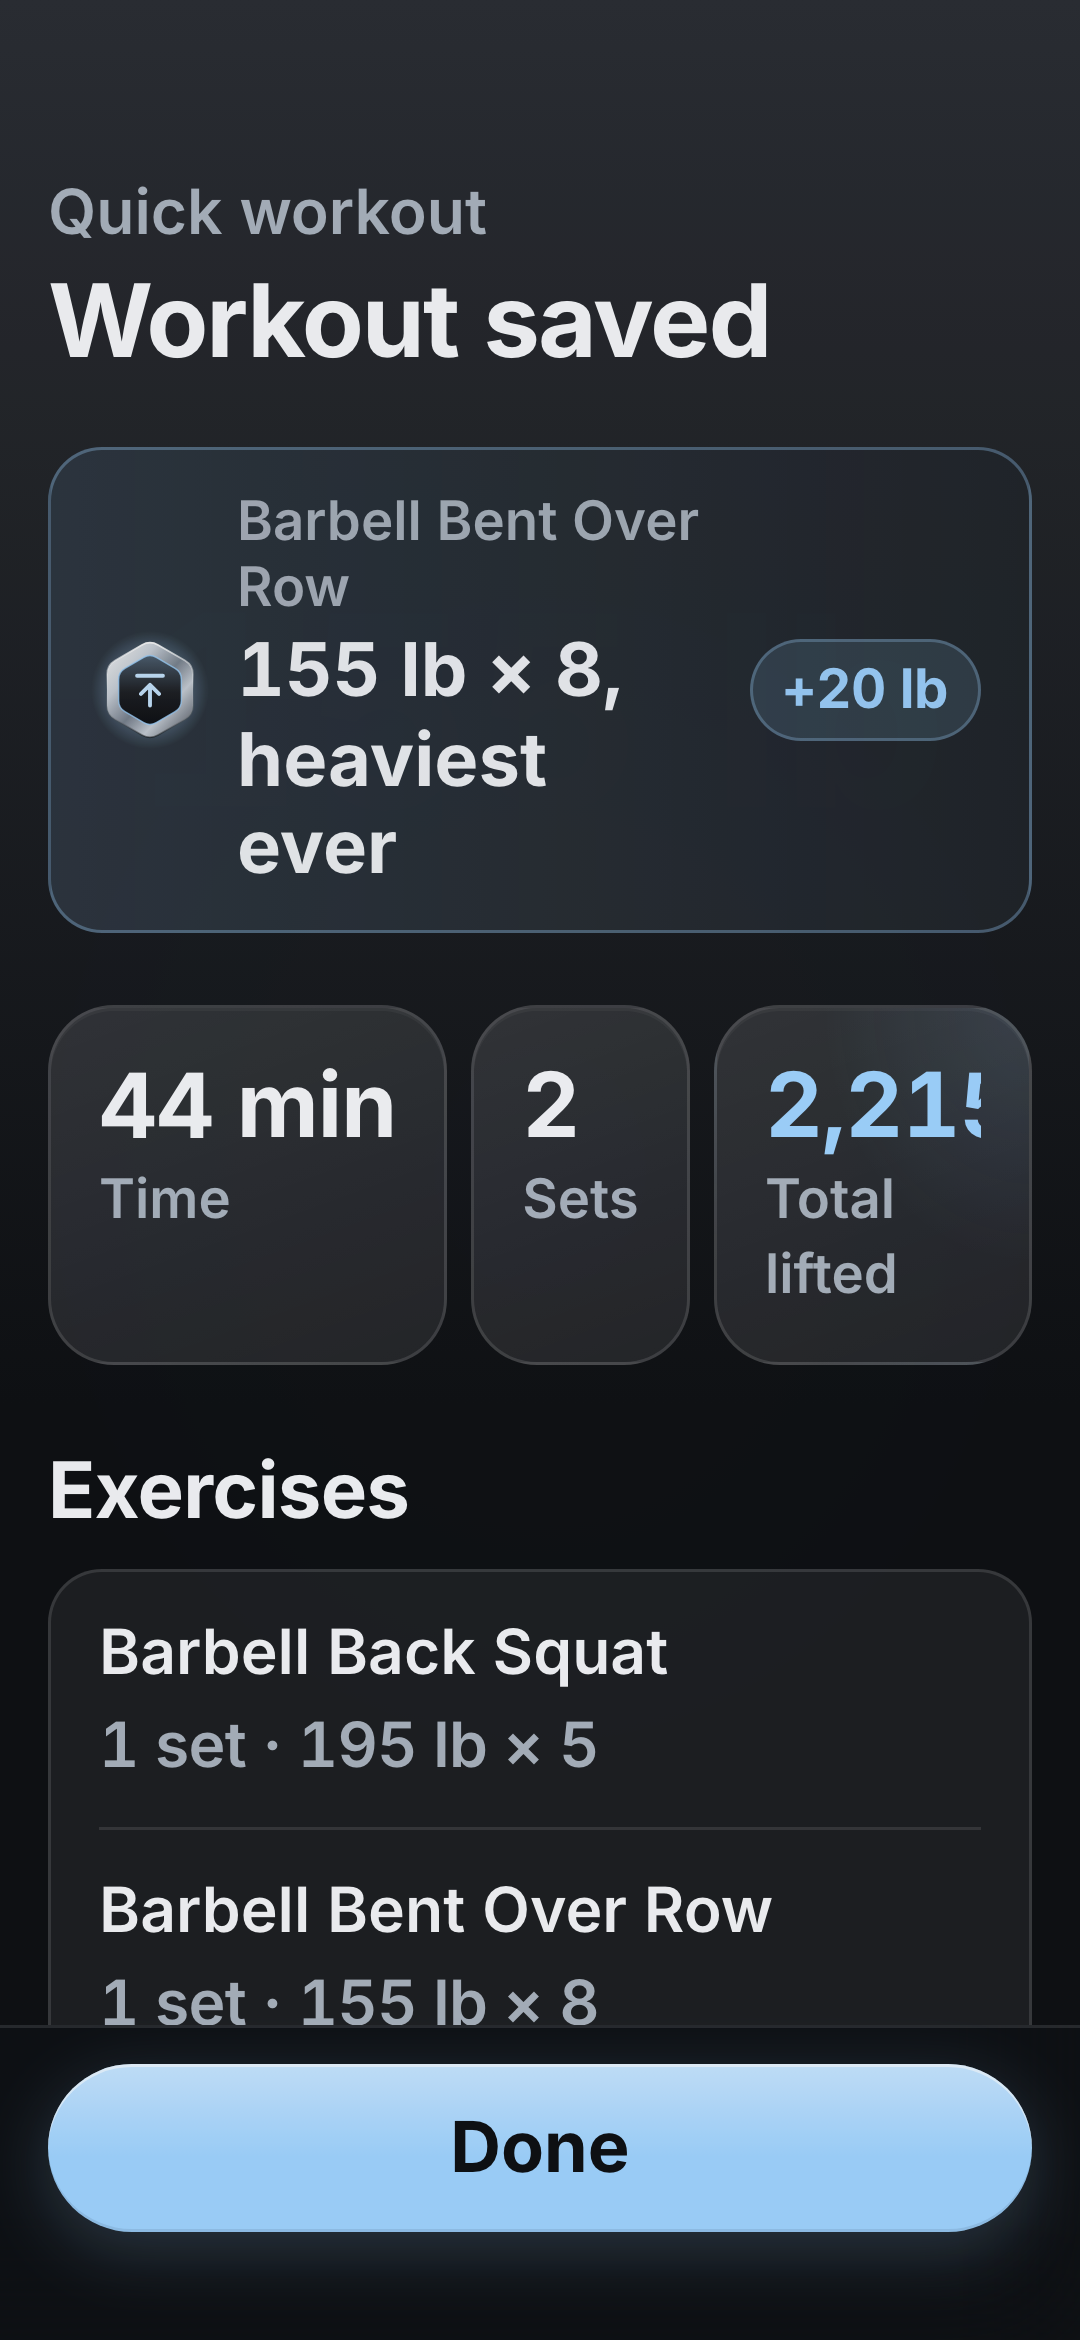 Quick workout
Workout saved
Barbell Bent Over
Row
155 lb × 8,
heaviest
ever
+20 lb
44 min
Time
2
Sets
2,215
Total
lifted
Exercises
Barbell Back Squat
1 set · 195 lb × 5
Barbell Bent Over Row
1 set · 155 lb × 8
Done